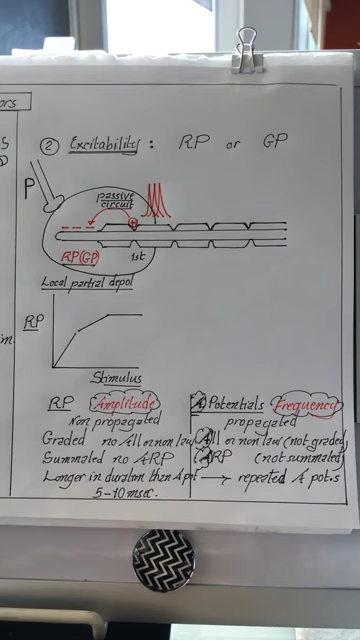 ors
② Excitability: RP or GP
P
passive
circuit
RP(GP) 1st
Local partial depol
RP
Stimulus
RP Amplitude
Non propagated
Graded no All or non law
Summated no ARP
Longer in duration than A pot → repeated A potos
5-10 msec.
A Potentials Frequency
propagated
All or non law (not graded)
ARP (not summated)
im.